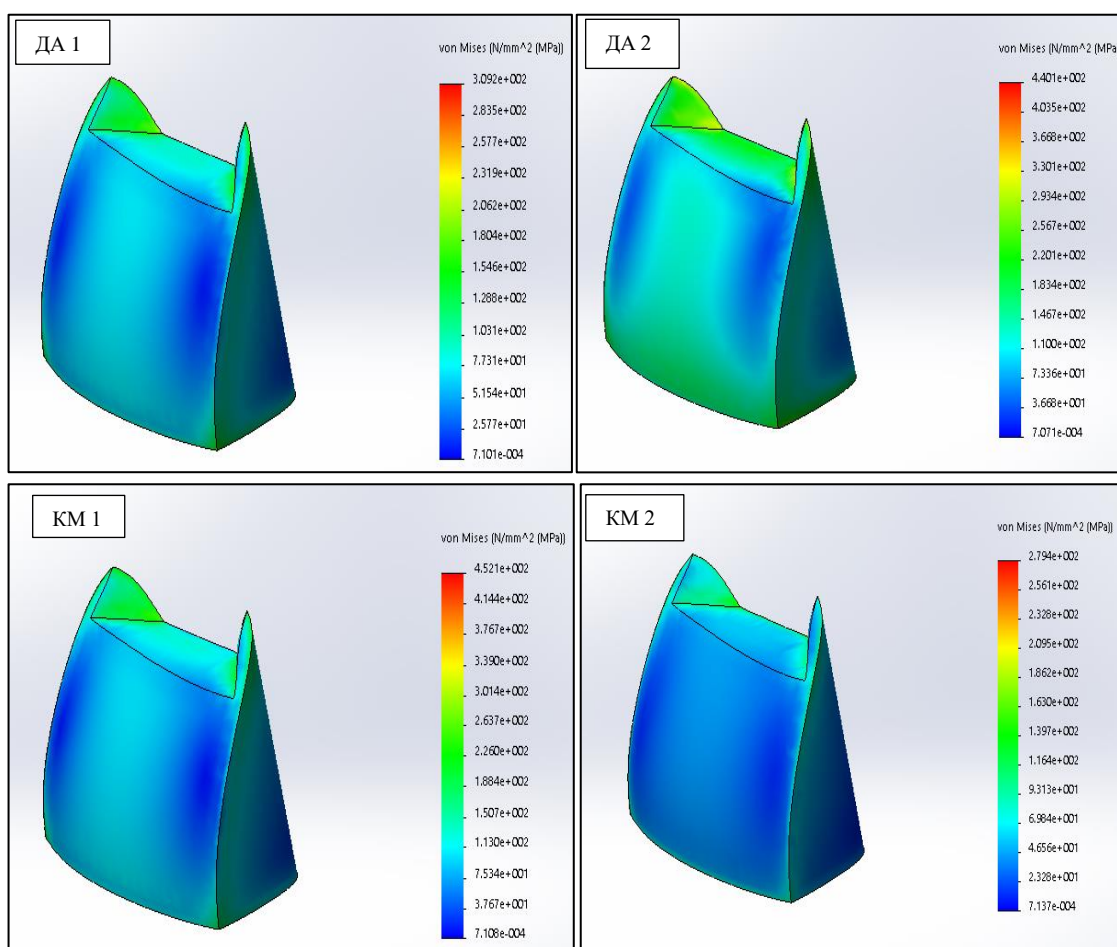 ДА 1
von Mises (N/mm^2 (MPa))
3.092e+002
2.835e+002
2.577e+002
2.319e+002
2.062e+002
1.804e+002
1.546e+002
1.288e+002
1.031e+002
7.731e+001
5.154e+001
2.577e+001
7.101e-004
ДА 2
von Mises (N/mm^2 (MPa
4.401e+002
4.035e+002
3.668e+002
3.301e+002
2.934e+002
2.567e+002
2.201e+002
1.834e+002
1.467e+002
1.100e+002
7.336e+001
3.668e+001
7.071e-004
КМ 1
von Mises (N/mm^2 (MPa))
4.521e+002
4.144e+002
3.767e+002
3.390e+002
3.014e+002
2.637e+002
2.260e+002
1.884e+002
1.507e+002
1.130e+002
7.534e+001
3.767e+001
7.108e-004
КМ 2
von Mises (N/mm^2 (MPa))
2.794e+002
2.561e+002
2.328e+002
2.095e+002
1.862e+002
1.630e+002
1.397e+002
1.164e+002
9.313e+001
6.984e+001
4.656e+001
2.328e+001
7.137e-004